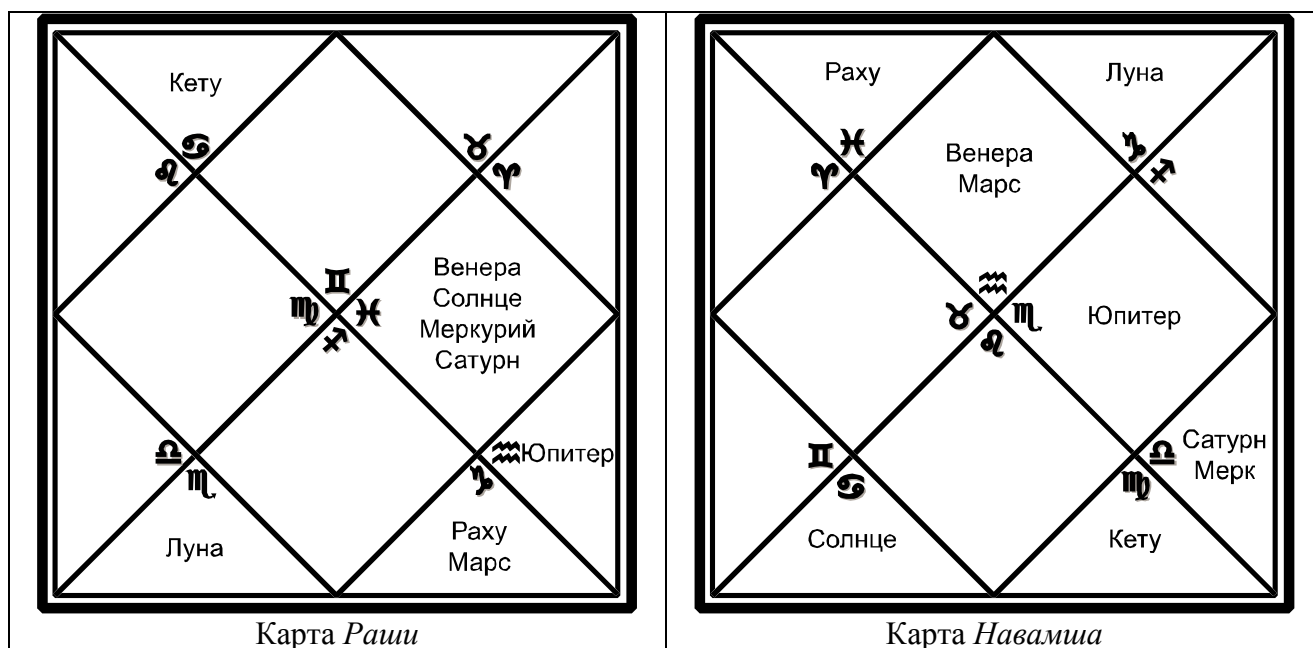 Кету
♋
♌
♉
♈
Венера
Солнце
Меркурий
Сатурн
♊
♍ ♓
♐
♎
♏
♒ Юпитер
♑
Луна
Раху
Марс
Карта Раши
Раху
Луна
Венера
Марс
♓
♈
♑
♐
♒
♉ ♏
♌
Юпитер
♊
♋
♎
♍
Сатурн
Мерк
Солнце
Кету
Карта Навамша